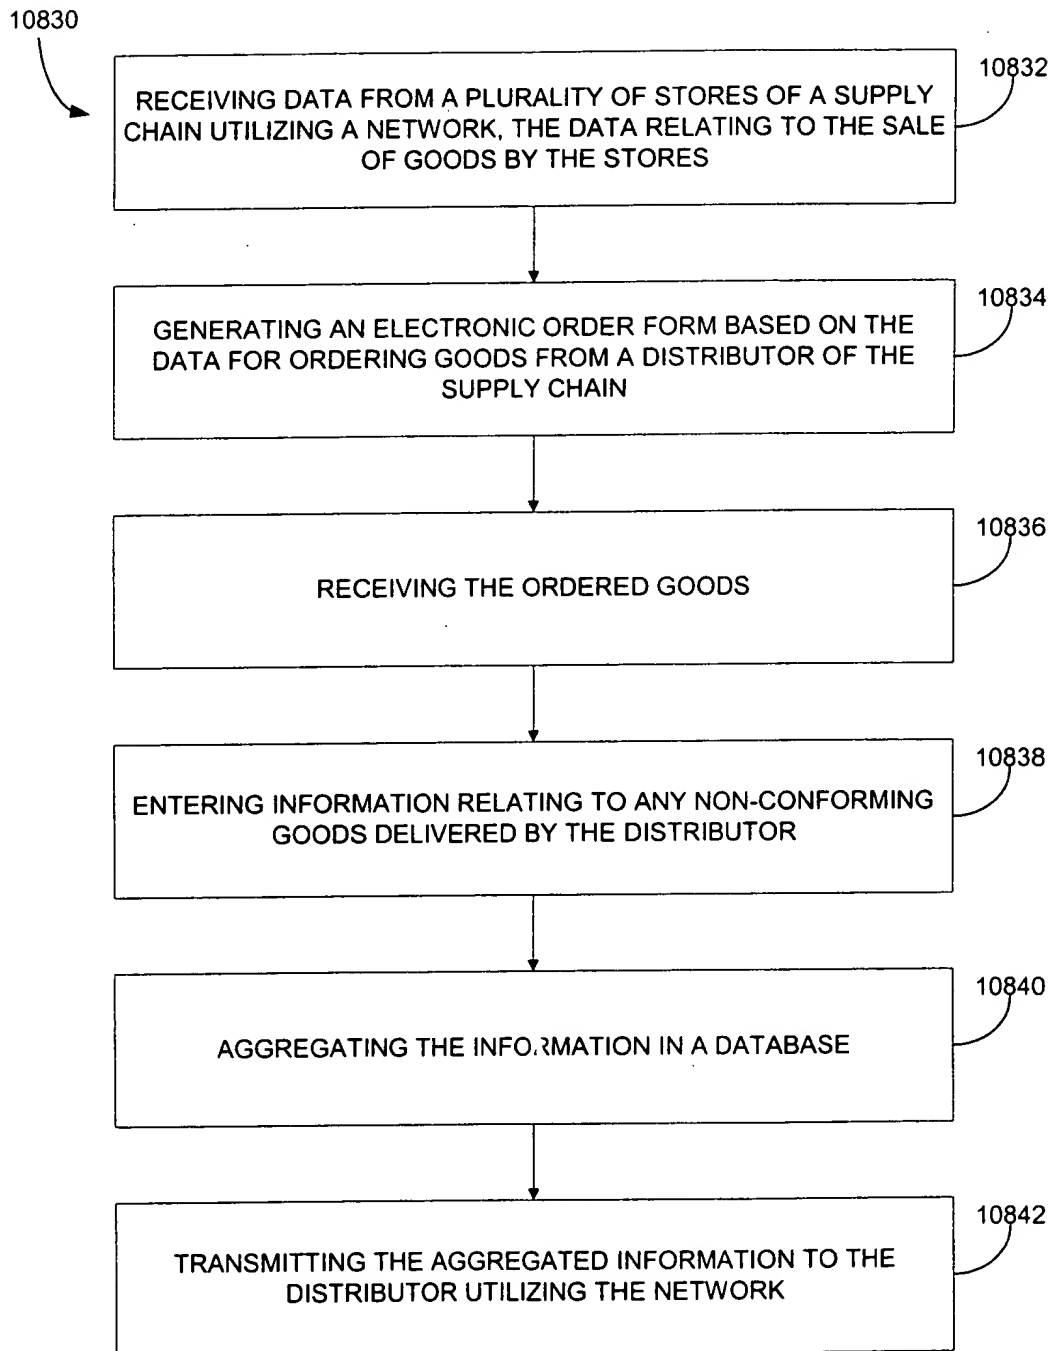 10830
10832
RECEIVING DATA FROM A PLURALITY OF STORES OF A SUPPLY
CHAIN UTILIZING A NETWORK, THE DATA RELATING TO THE SALE
OF GOODS BY THE STORES
10834
GENERATING AN ELECTRONIC ORDER FORM BASED ON THE
DATA FOR ORDERING GOODS FROM A DISTRIBUTOR OF THE
SUPPLY CHAIN
10836
RECEIVING THE ORDERED GOODS
10838
ENTERING INFORMATION RELATING TO ANY NON-CONFORMING
GOODS DELIVERED BY THE DISTRIBUTOR
10840
AGGREGATING THE INFORMATION IN A DATABASE
10842
TRANSMITTING THE AGGREGATED INFORMATION TO THE
DISTRIBUTOR UTILIZING THE NETWORK